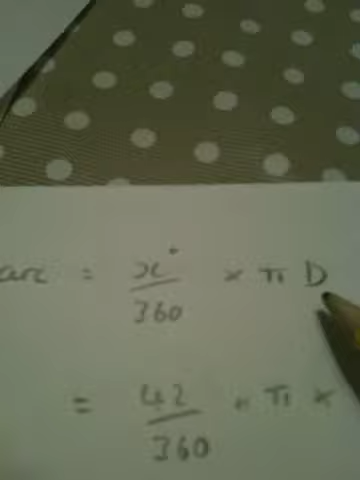 arc = x° / 360 × π D
= 42 / 360 × π ×